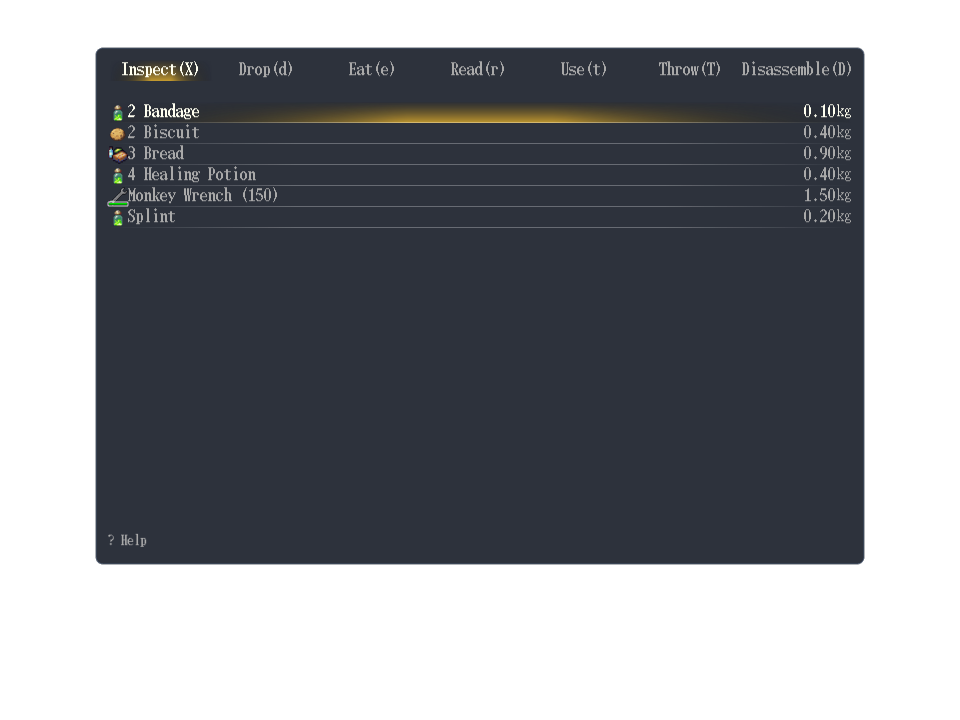 Inspect(X) Drop(d) Eat(e) Read(r) Use(t) Throw(T) Disassemble(D)
2 Bandage 0.10kg
2 Biscuit 0.40kg
3 Bread 0.90kg
4 Healing Potion 0.40kg
Monkey Wrench (150) 1.50kg
Splint 0.20kg
? Help